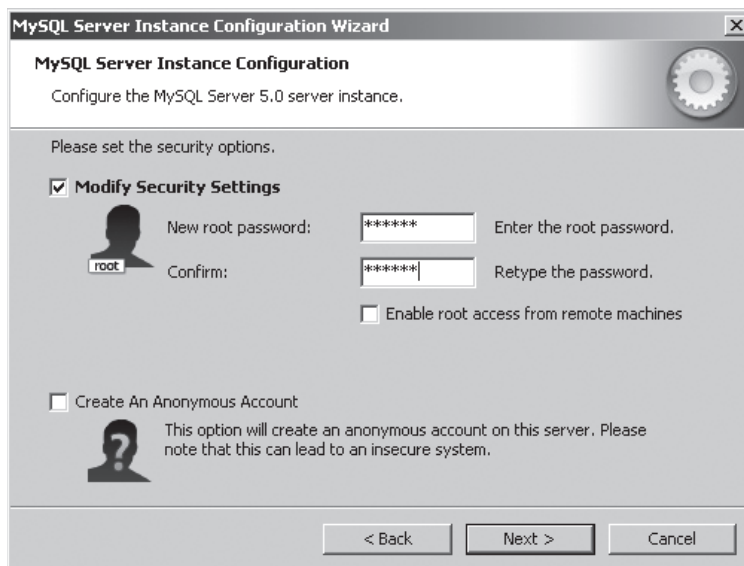 MySQL Server Instance Configuration Wizard
MySQL Server Instance Configuration
Configure the MySQL Server 5.0 server instance.
Please set the security options.
Modify Security Settings
root
New root password: ****** Enter the root password.
Confirm: ****** Retype the password.
Enable root access from remote machines
Create An Anonymous Account
?
This option will create an anonymous account on this server. Please
note that this can lead to an insecure system.
< Back Next > Cancel